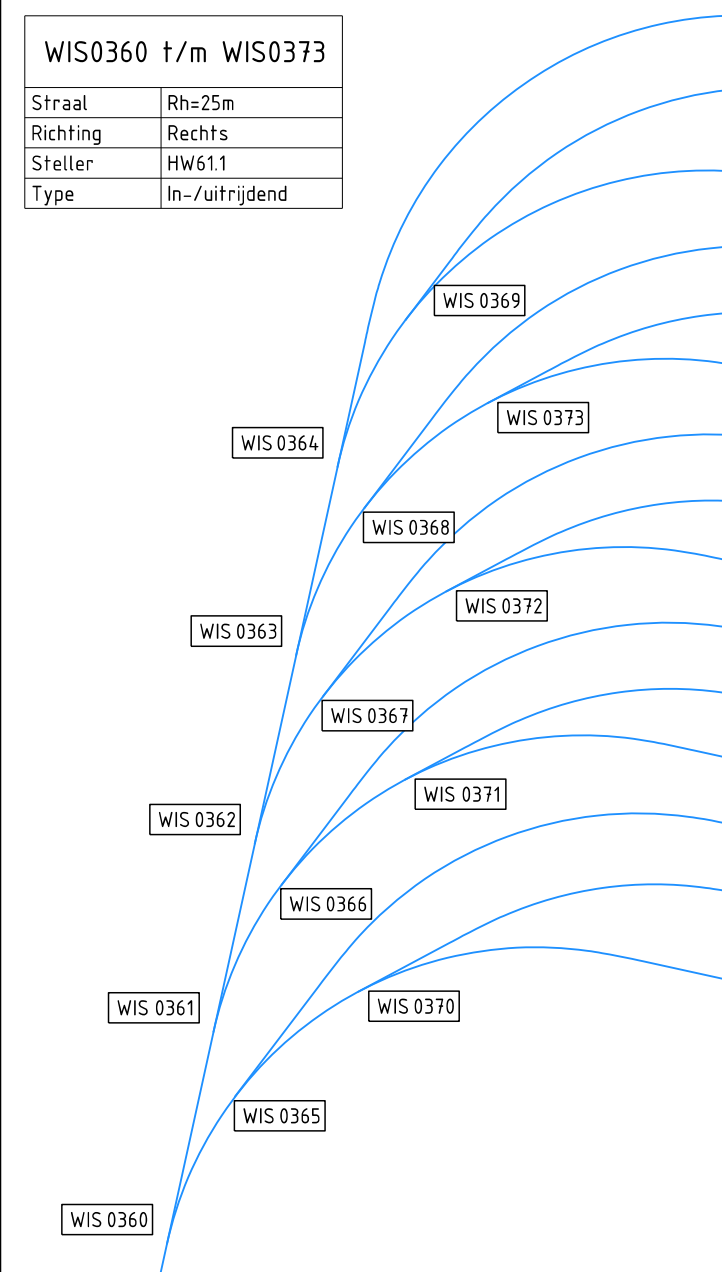 WIS0360 t/m WIS0373
Straal Rh=25m
Richting Rechts
Steller HW61.1
Type In-/uitrijdend
WIS 0369
WIS 0373
WIS 0364
WIS 0368
WIS 0372
WIS 0363
WIS 0367
WIS 0371
WIS 0362
WIS 0366
WIS 0370
WIS 0361
WIS 0365
WIS 0360